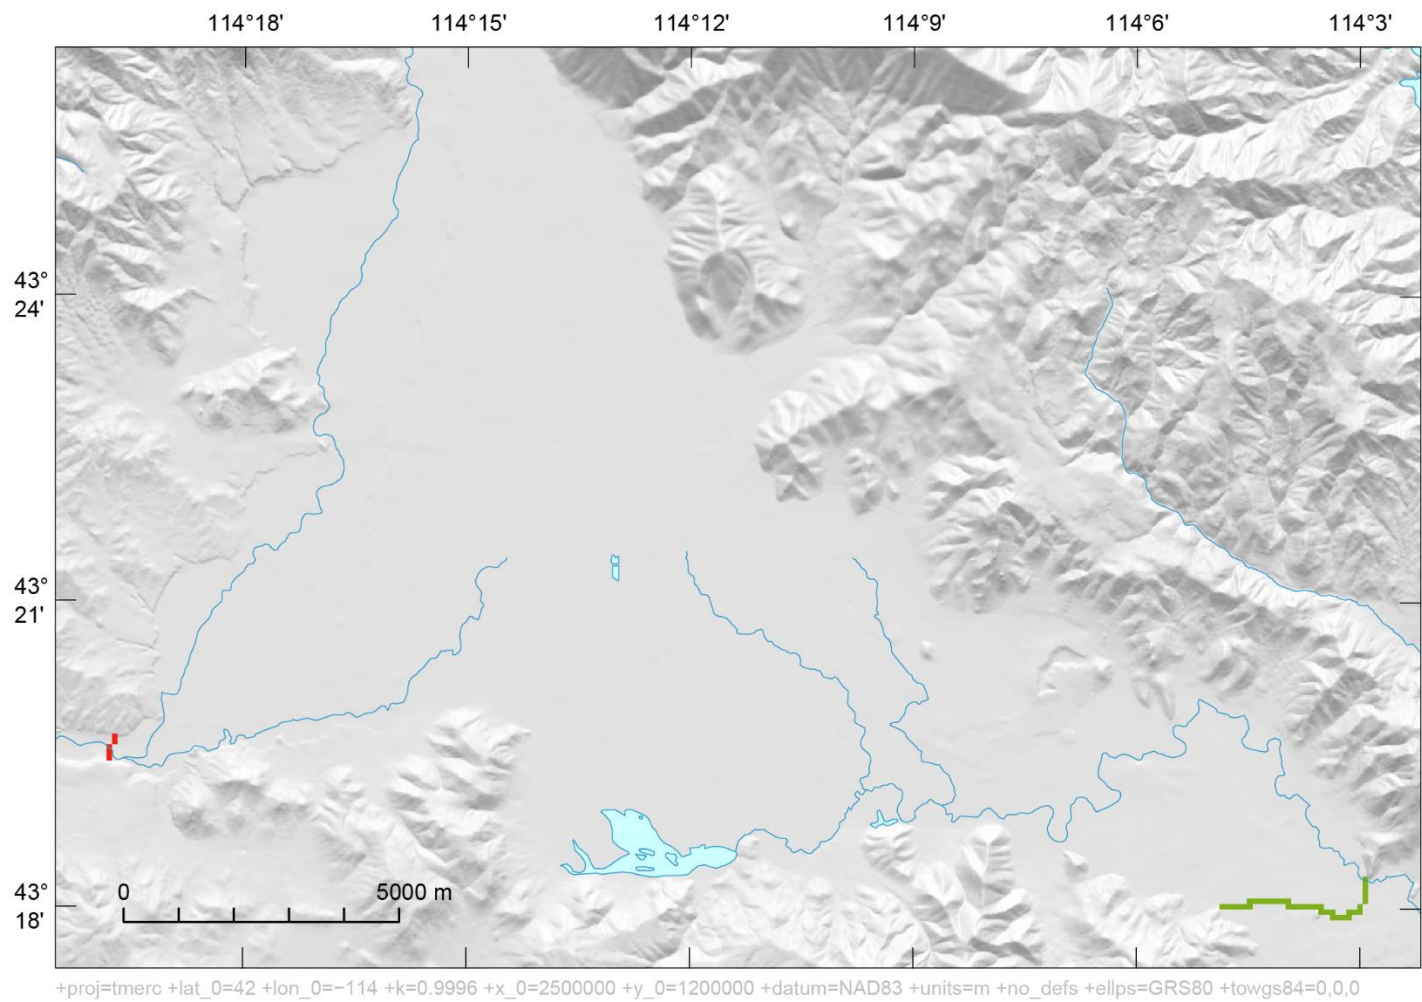 114°18' 114°15' 114°12' 114°9' 114°6' 114°3'
43°
24'
43°
21'
43°
18'
0 5000 m
+proj=tmerc +lat_0=42 +lon_0=−114 +k=0.9996 +x_0=2500000 +y_0=1200000 +datum=NAD83 +units=m +no_defs +ellps=GRS80 +towgs84=0,0,0